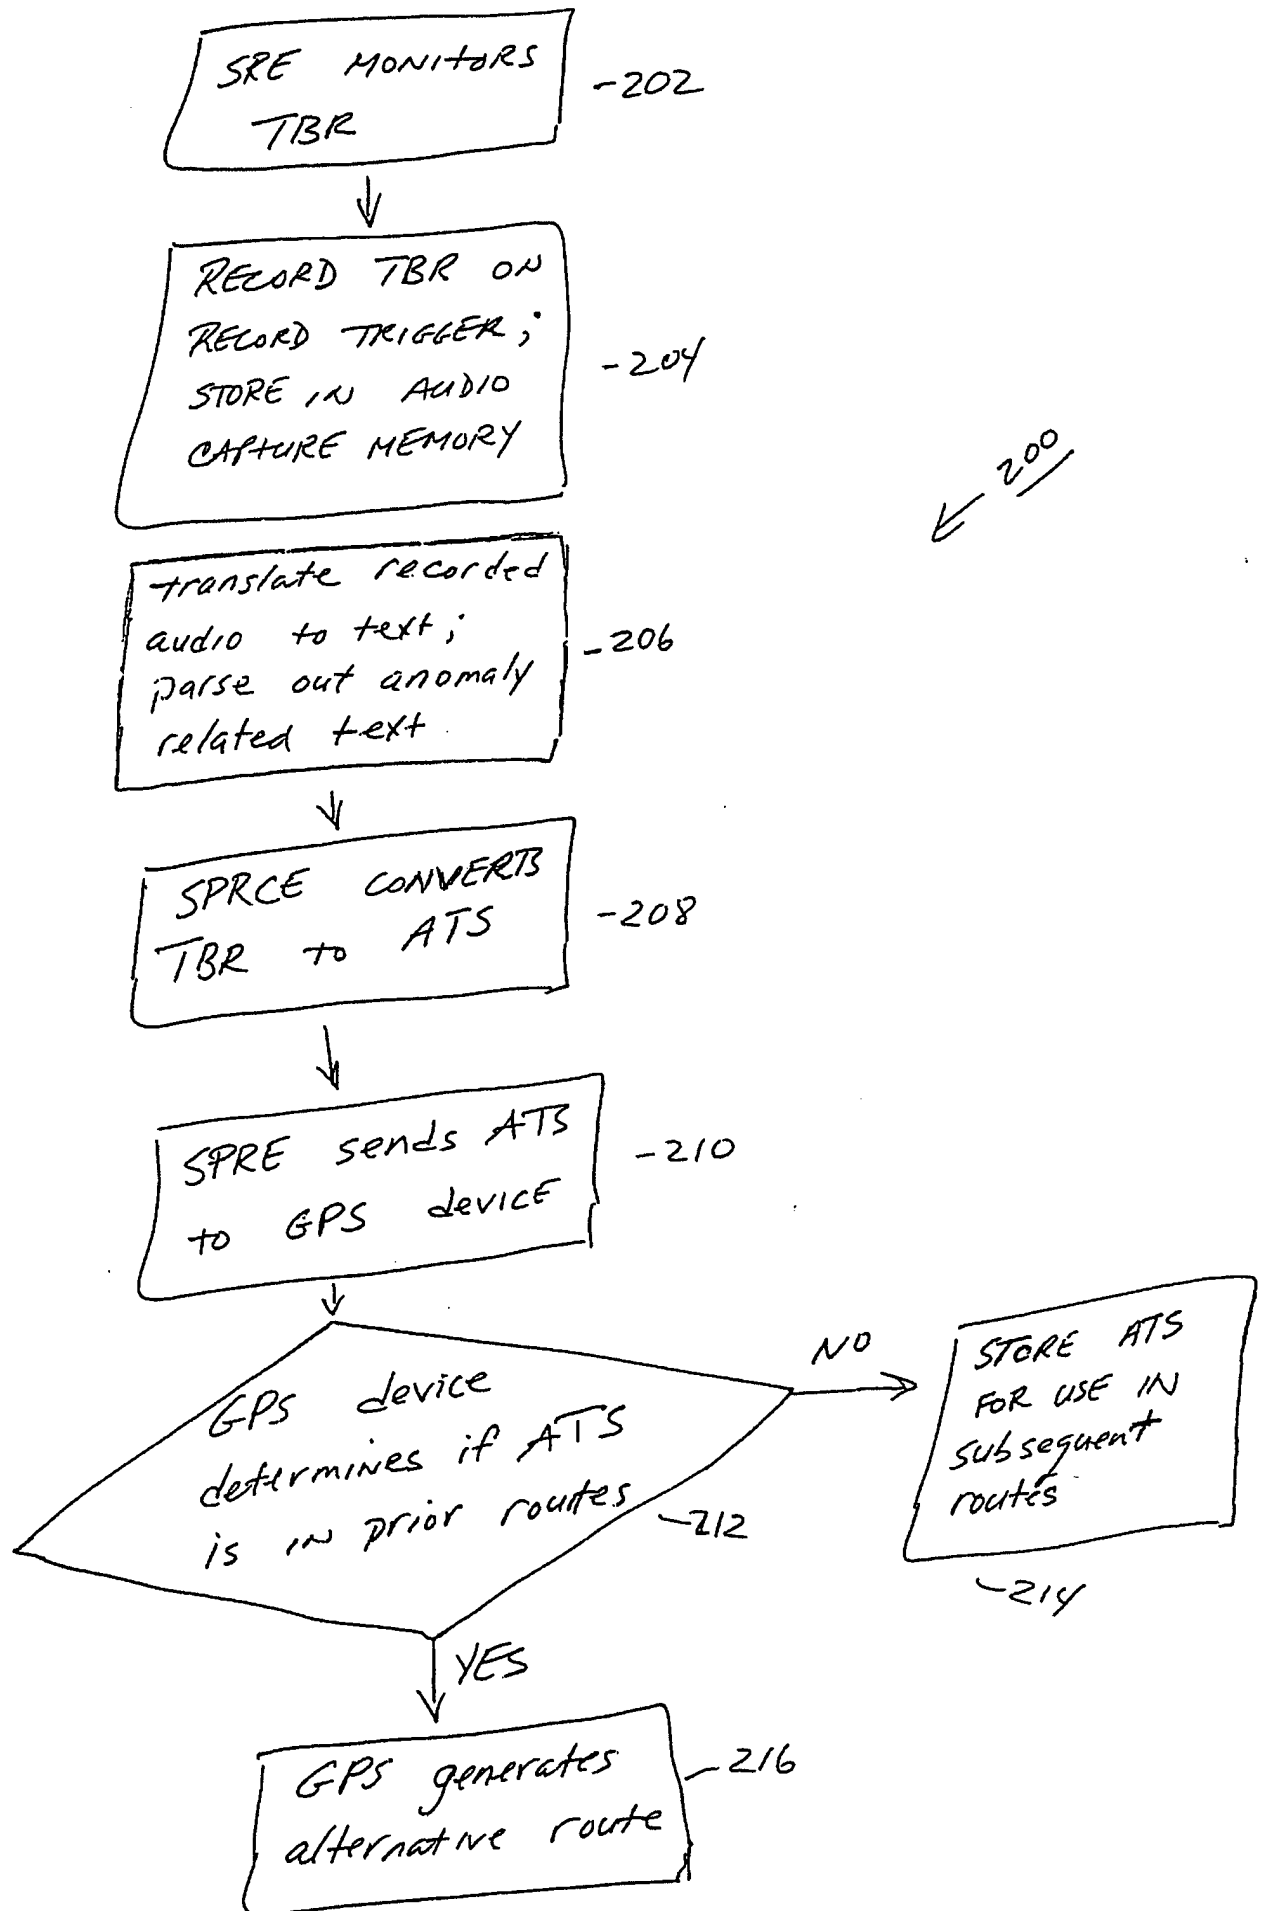 SRE MONITORS
TBR
-202
RECORD TBR ON
RECORD TRIGGER;
STORE IN AUDIO
CAPTURE MEMORY
-204
200
translate recorded
audio to text;
parse out anomaly
related text
-206
SPRCE CONVERTS
TBR to ATS
-208
SPRE sends ATS
to GPS device
-210
GPS device
determines if ATS
is in prior routes
-212
NO
STORE ATS
FOR USE IN
subsequent
routes
-214
YES
GPS generates
alternative route
-216